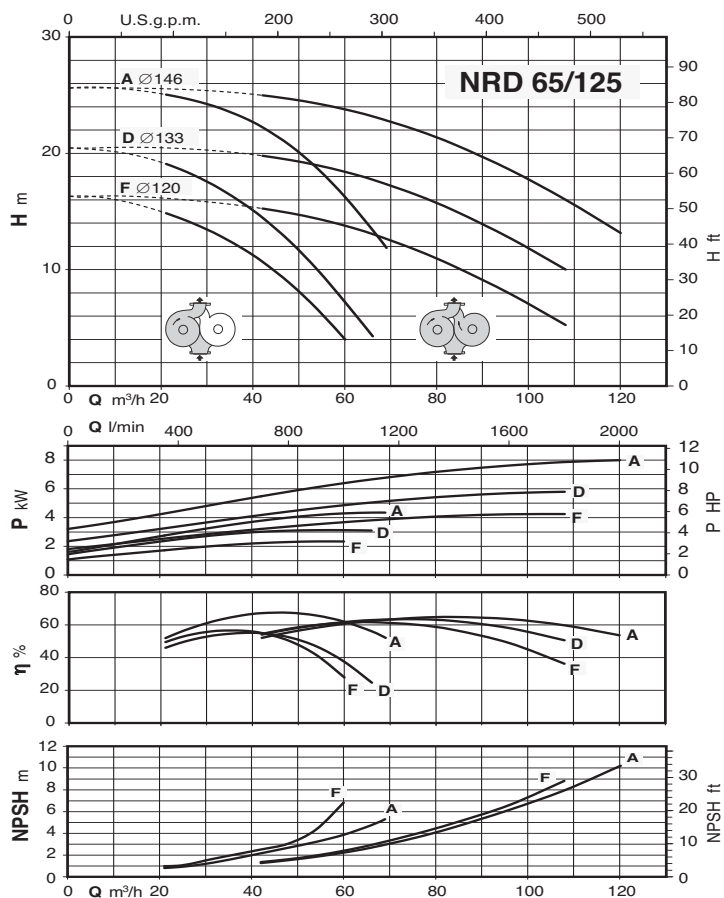 0 U.S.g.p.m. 100 200 300 400 500
30
20
10
0
H m
A ∅146
D ∅133
F ∅120
NRD 65/125
90
80
70
60
50
40
30
20
10
0
H ft
0 Q m³/h 20 40 60 80 100 120
0 Q l/min 400 800 1200 1600 2000
8
6
4
2
0
P kW
A
D
A
F
D
F
12
10
8
6
4
2
0
P HP
80
60
40
20
0
η %
A
A
D
F
F
D
12
10
8
6
4
2
0
NPSH m
A
F
F
A
30
20
10
0
NPSH ft
0 Q m³/h 20 40 60 80 100 120